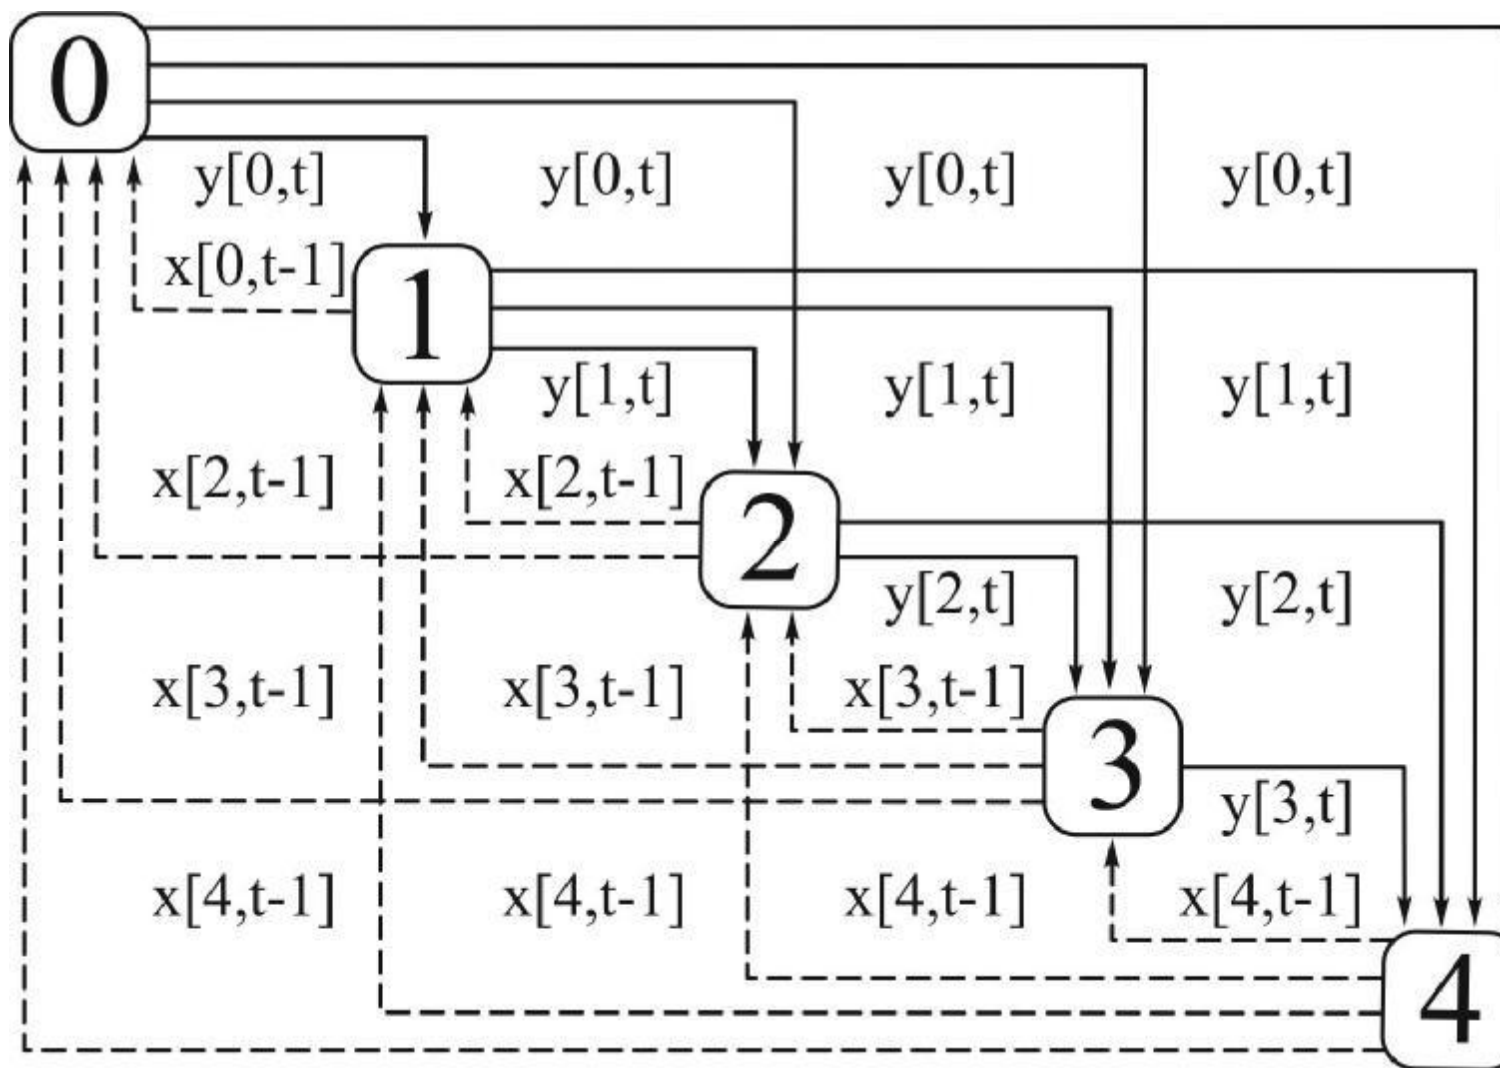 0
y[0,t] y[0,t] y[0,t] y[0,t]
x[0,t-1]
1
y[1,t] y[1,t] y[1,t]
x[2,t-1] x[2,t-1]
2
y[2,t] y[2,t]
x[3,t-1] x[3,t-1] x[3,t-1]
3
y[3,t]
x[4,t-1] x[4,t-1] x[4,t-1] x[4,t-1]
4